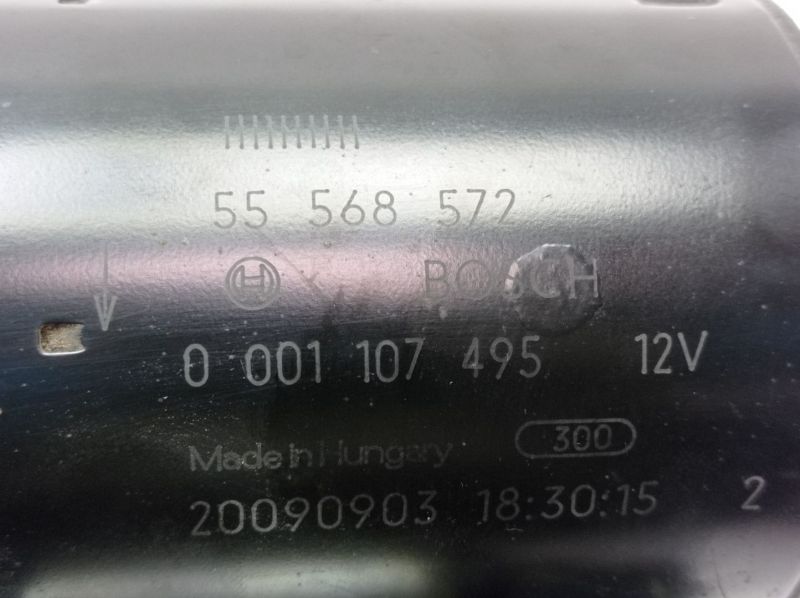 55 568 572
BOSCH
0 001 107 495 12V
Made in Hungary 300
20090903 18:30:15 2